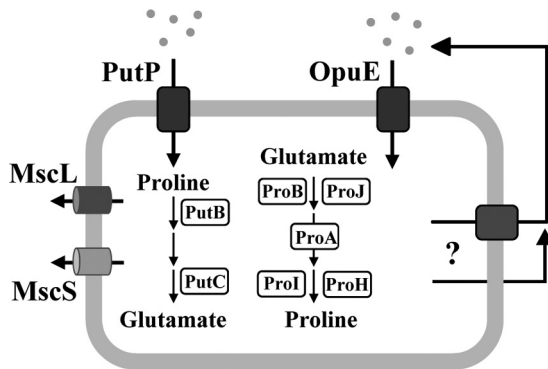 PutP
OpuE
MscL
MscS
Proline
PutB
PutC
Glutamate
Glutamate
ProB
ProJ
ProA
ProI
ProH
Proline
?